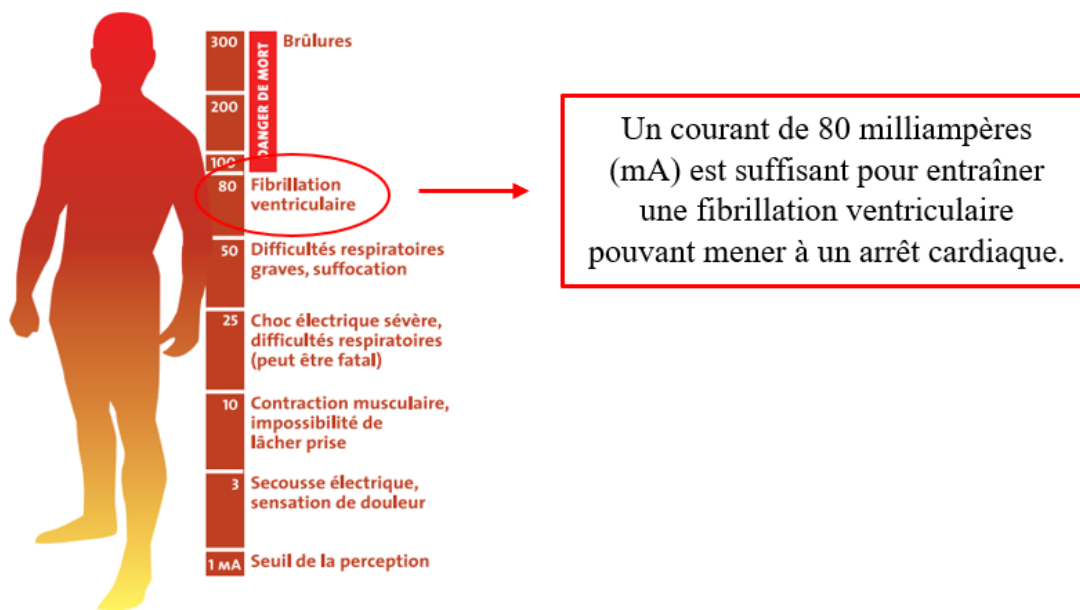 300
Brûlures
DANGER DE MORT
200
100
80
Fibrillation
ventriculaire
50
Difficultés respiratoires
graves, suffocation
25
Choc électrique sévère,
difficultés respiratoires
(peut être fatal)
10
Contraction musculaire,
impossibilité de
lâcher prise
3
Secousse électrique,
sensation de douleur
1 MA
Seuil de la perception
Un courant de 80 milliampères
(mA) est suffisant pour entraîner
une fibrillation ventriculaire
pouvant mener à un arrêt cardiaque.